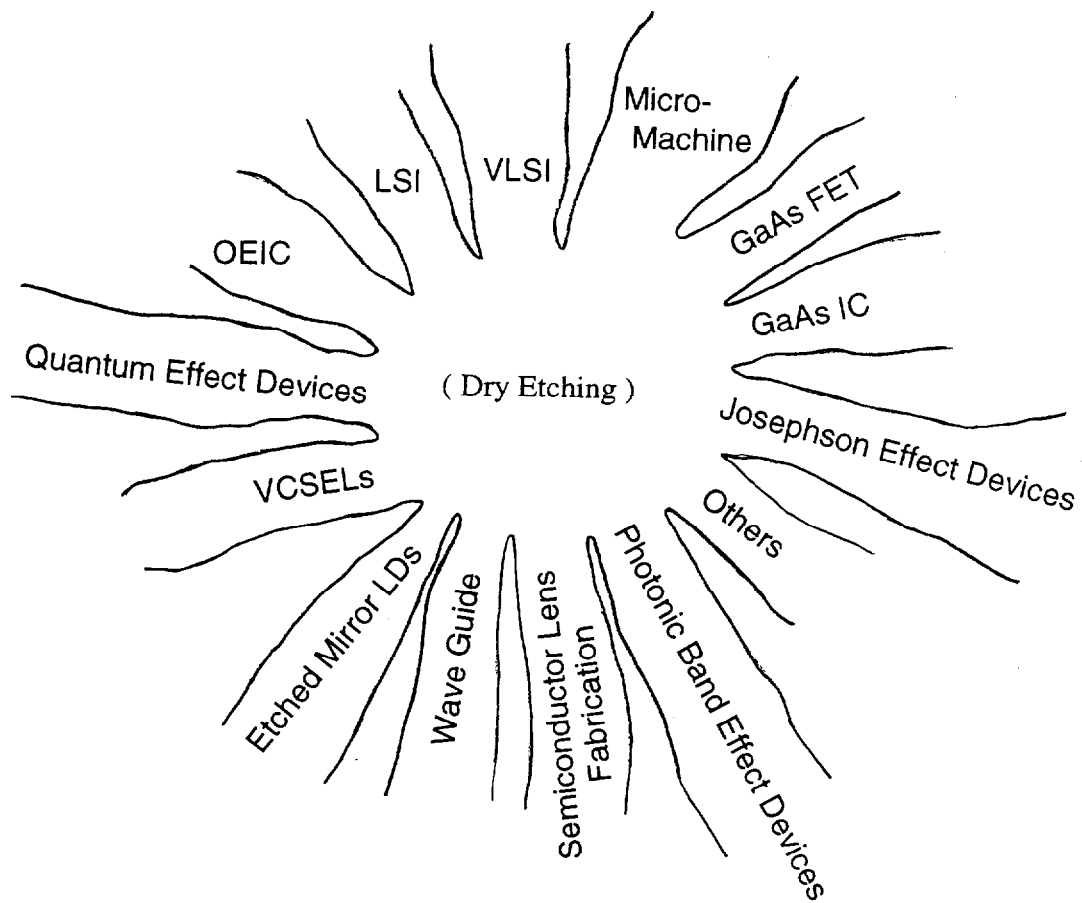 Micro-
Machine
VLSI
LSI
GaAs FET
OEIC
GaAs IC
Quantum Effect Devices
( Dry Etching )
Josephson Effect Devices
VCSELs
Others
Etched Mirror LDs
Wave Guide
Semiconductor Lens
Fabrication
Photonic Band Effect Devices